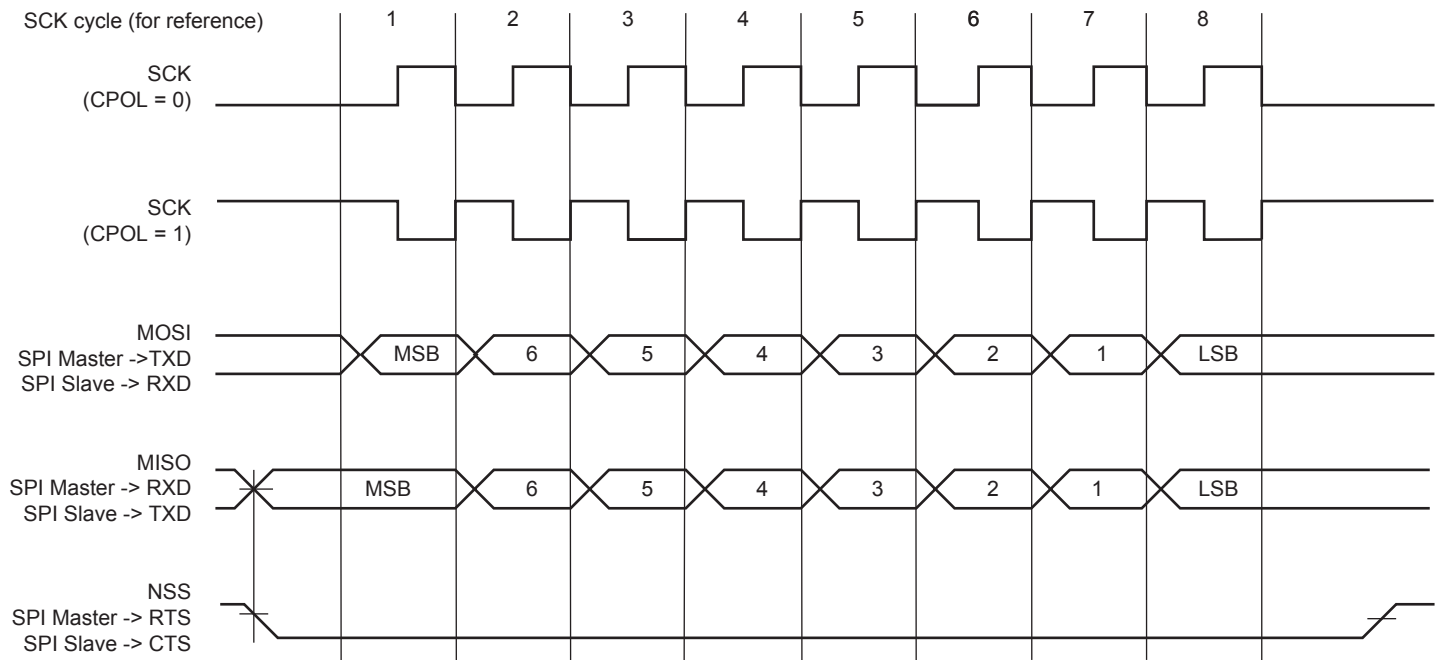 SCK cycle (for reference) 1 2 3 4 5 6 7 8
SCK
(CPOL = 0)
SCK
(CPOL = 1)
MOSI
SPI Master ->TXD
SPI Slave -> RXD
MSB 6 5 4 3 2 1 LSB
MISO
SPI Master -> RXD
SPI Slave -> TXD
MSB 6 5 4 3 2 1 LSB
NSS
SPI Master -> RTS
SPI Slave -> CTS